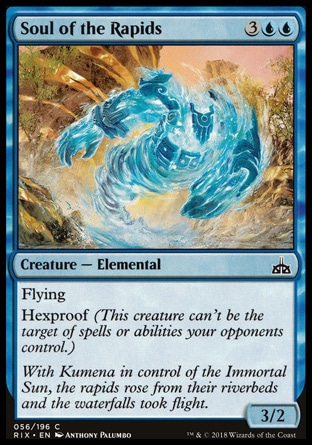 Soul of the Rapids 3
Creature — Elemental
Flying
Hexproof (This creature can't be the
target of spells or abilities your opponents
control.)
With Kumena in control of the Immortal
Sun, the rapids rose from their riverbeds
and the waterfalls took flight.
3/2
056/196 C
RIX • EN Anthony Palumbo
™ & © 2018 Wizards of the Coast